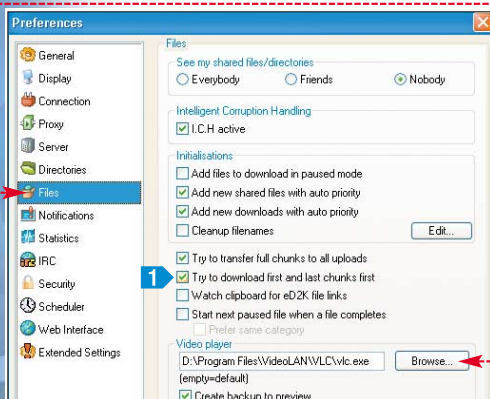 Preferences
General
Display
Connection
Proxy
Server
Directories
Files
Notifications
Statistics
IRC
Security
Scheduler
Web Interface
Extended Settings
Files
See my shared files/directories
Everybody Friends Nobody
Intelligent Corruption Handling
I.C.H active
Initialisations
Add files to download in paused mode
Add new shared files with auto priority
Add new downloads with auto priority
Cleanup filenames Edit...
Try to transfer full chunks to all uploads
1 Try to download first and last chunks first
Watch clipboard for eD2K file links
Start next paused file when a file completes
Prefer same category
Video player
D:\Program Files\VideoLAN\VLC\vlc.exe Browse...
(empty=default)
Create backup to preview